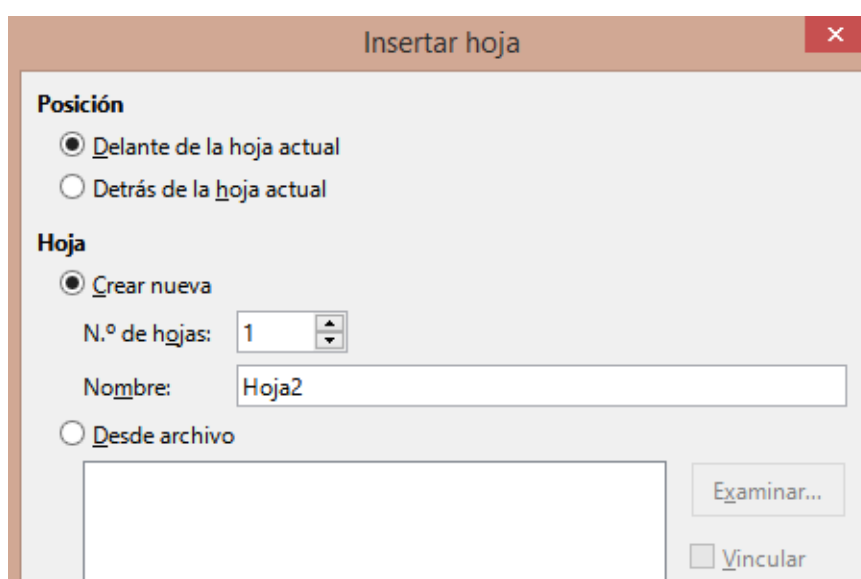 Insertar hoja
Posición
Delante de la hoja actual
Detrás de la hoja actual
Hoja
Crear nueva
N.º de hojas: 1
Nombre: Hoja2
Desde archivo
Examinar...
Vincular